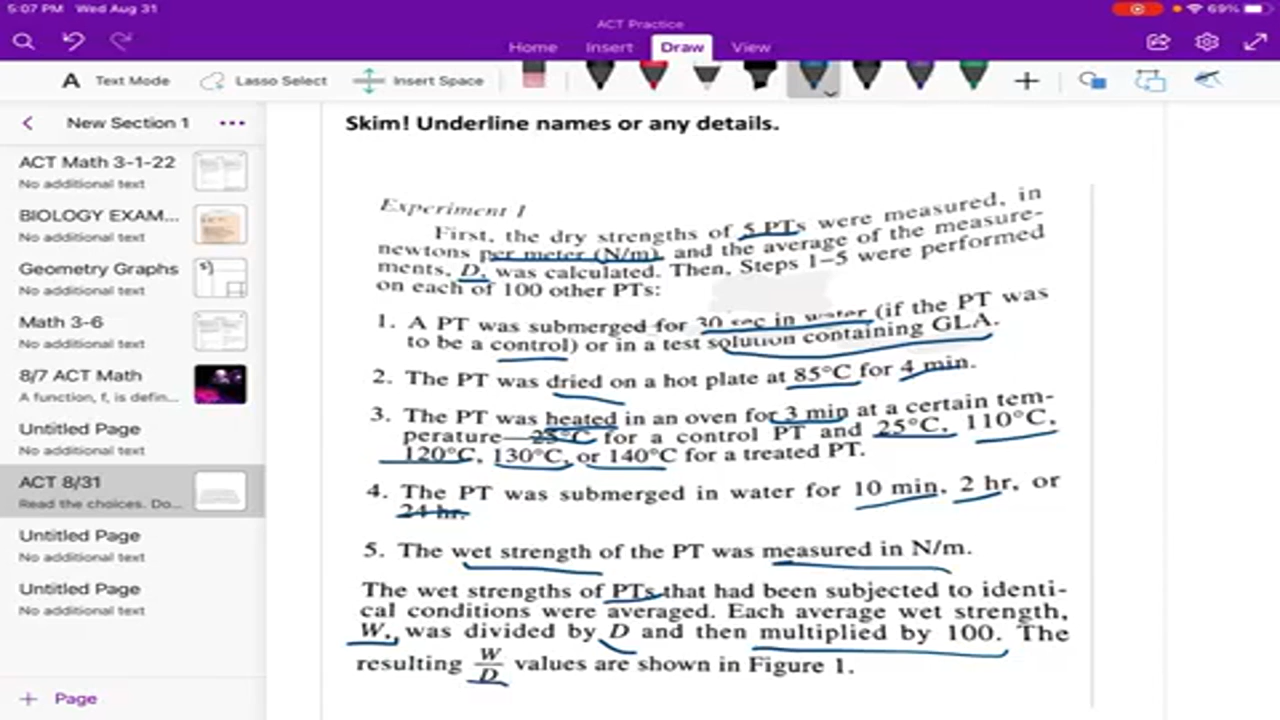 5:07 PM Wed Aug 31
69%
ACT Practice
Home Insert Draw View
A Text Mode Lasso Select Insert Space
New Section 1
ACT Math 3-1-22
No additional text
BIOLOGY EXAM...
No additional text
Geometry Graphs
No additional text
Math 3-6
No additional text
8/7 ACT Math
A function, f, is defin...
Untitled Page
No additional text
ACT 8/31
Read the choices. Do...
Untitled Page
No additional text
Untitled Page
No additional text
+ Page
Skim! Underline names or any details.
Experiment 1
First, the dry strengths of 5 PTs were measured, in
newtons per meter (N/m), and the average of the measure-
ments, D, was calculated. Then, Steps 1–5 were performed
on each of 100 other PTs:
1. A PT was submerged for 30 sec in water (if the PT was
to be a control) or in a test solution containing GLA.
2. The PT was dried on a hot plate at 85°C for 4 min.
3. The PT was heated in an oven for 3 min at a certain tem-
perature—25°C for a control PT and 25°C, 110°C,
120°C, 130°C, or 140°C for a treated PT.
4. The PT was submerged in water for 10 min, 2 hr, or
24 hr.
5. The wet strength of the PT was measured in N/m.
The wet strengths of PTs that had been subjected to identi-
cal conditions were averaged. Each average wet strength,
W, was divided by D and then multiplied by 100. The
resulting W/D values are shown in Figure 1.